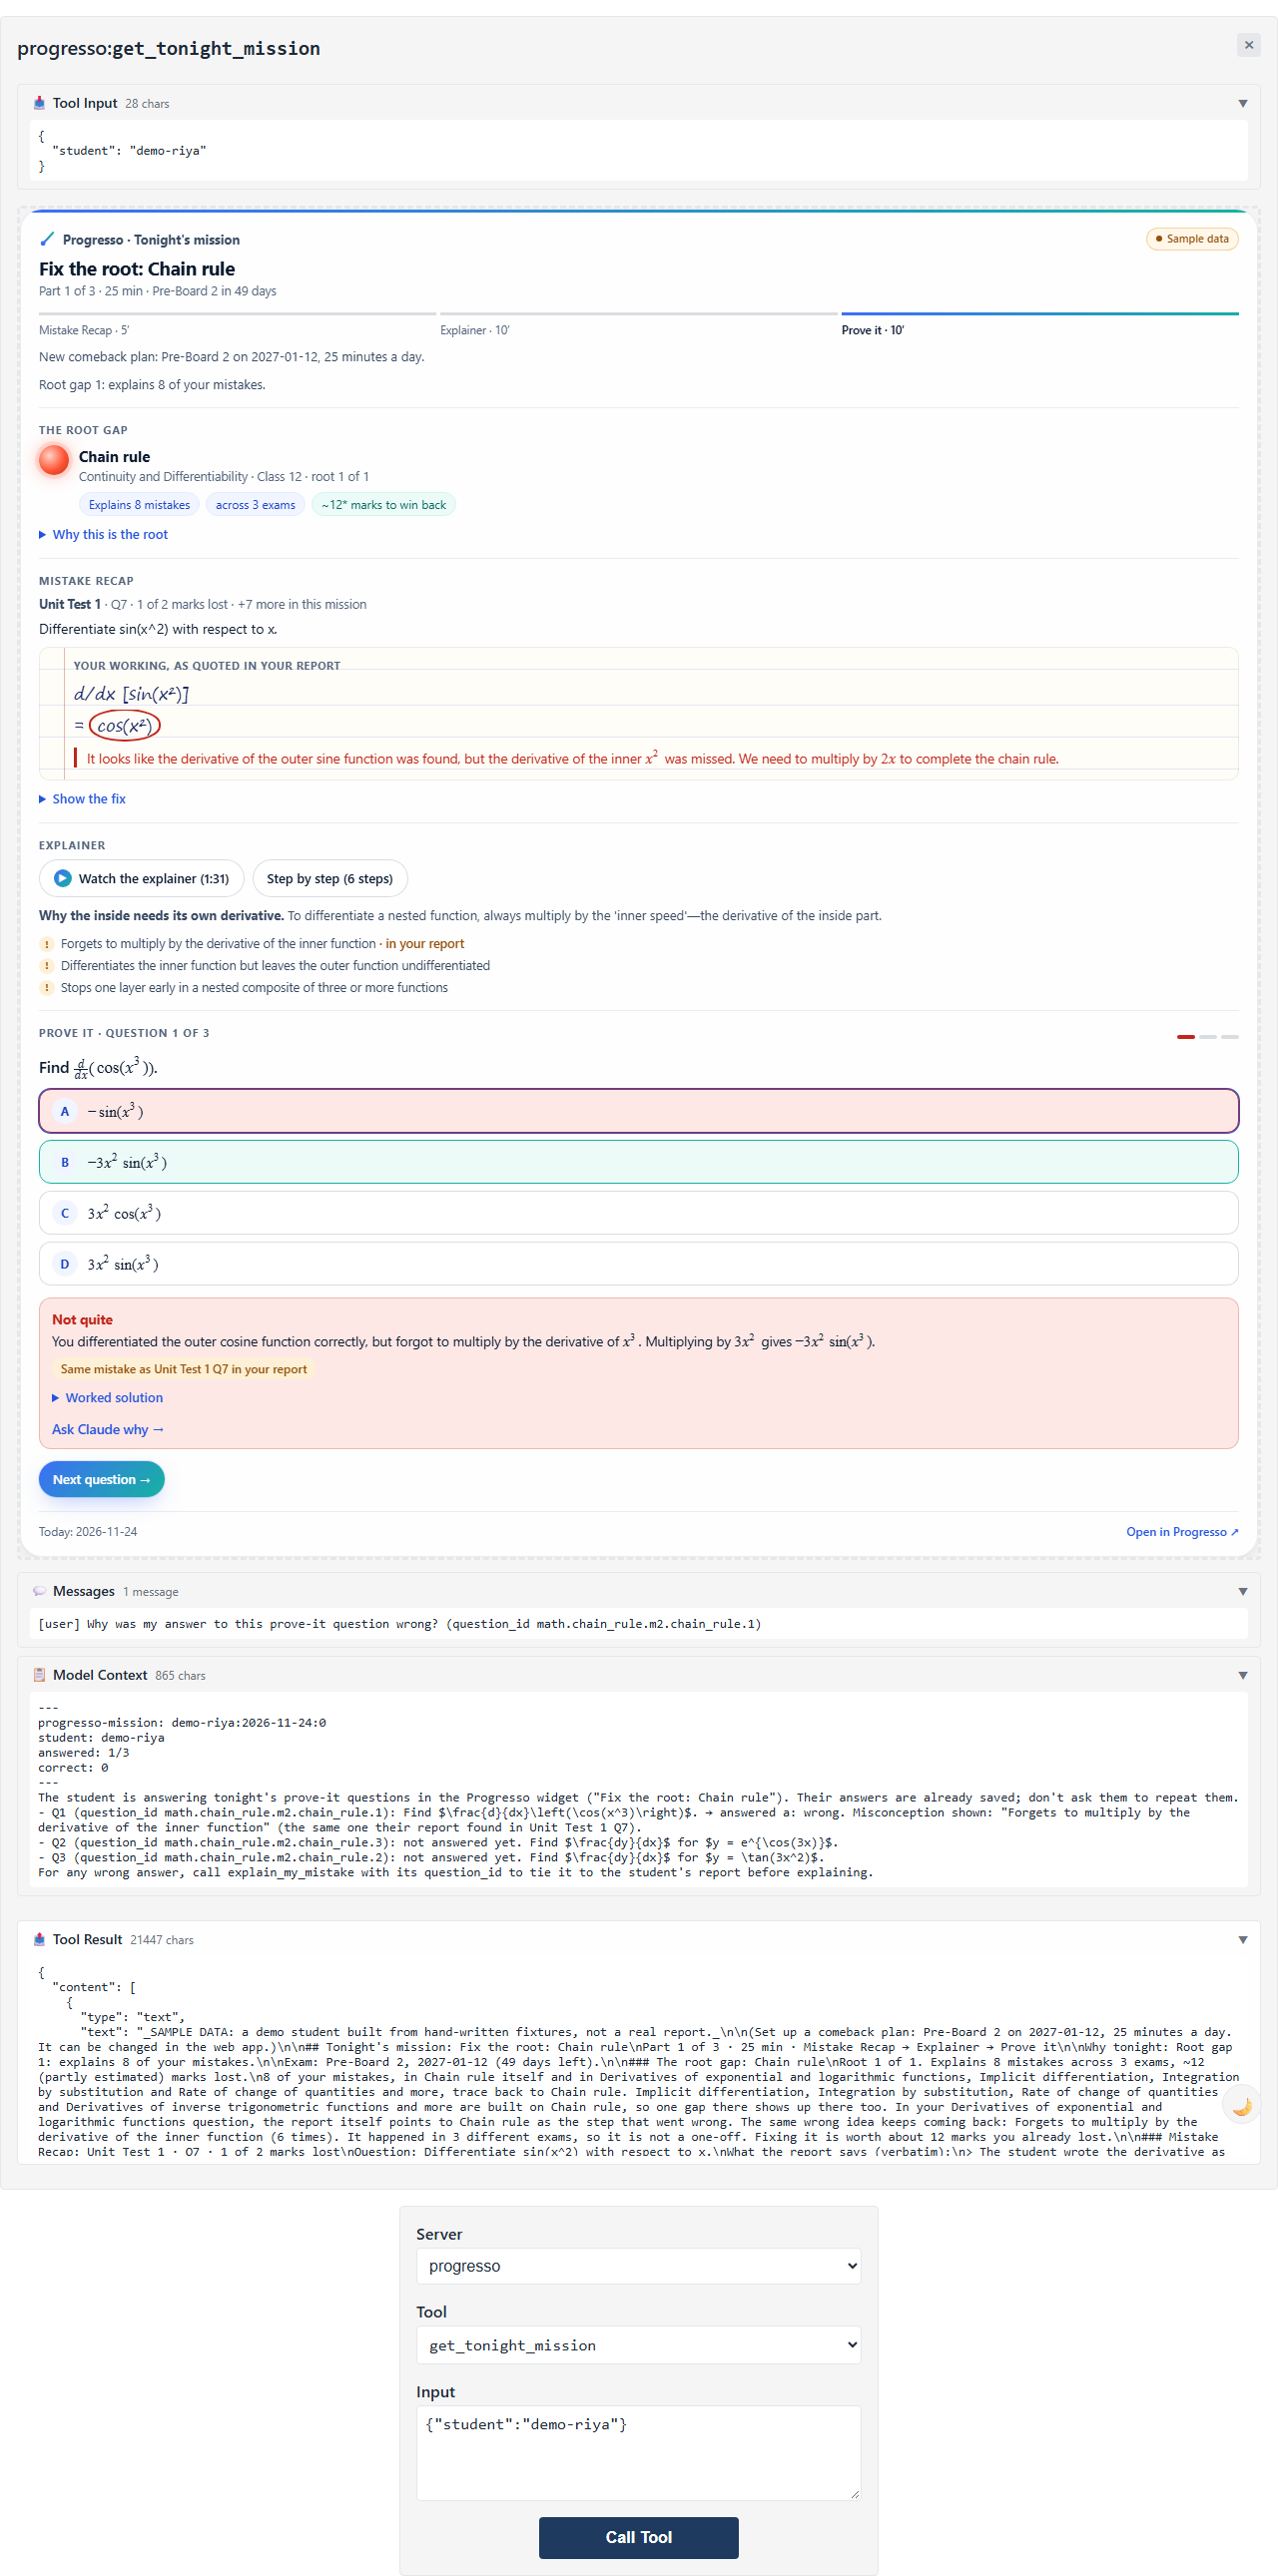 progresso:get_tonight_mission
×
Tool Input 28 chars
{
"student": "demo-riya"
}
Progresso · Tonight's mission
Sample data
Fix the root: Chain rule
Part 1 of 3 · 25 min · Pre-Board 2 in 49 days
Mistake Recap · 5'
Explainer · 10'
Prove it · 10'
New comeback plan: Pre-Board 2 on 2027-01-12, 25 minutes a day.
Root gap 1: explains 8 of your mistakes.
THE ROOT GAP
Chain rule
Continuity and Differentiability · Class 12 · root 1 of 1
Explains 8 mistakes
across 3 exams
~12* marks to win back
Why this is the root
MISTAKE RECAP
Unit Test 1 · Q7 · 1 of 2 marks lost · +7 more in this mission
Differentiate sin(x^2) with respect to x.
YOUR WORKING, AS QUOTED IN YOUR REPORT
d/dx [sin(x²)]
= cos(x²)
It looks like the derivative of the outer sine function was found, but the derivative of the inner x² was missed. We need to multiply by 2x to complete the chain rule.
Show the fix
EXPLAINER
Watch the explainer (1:31)
Step by step (6 steps)
Why the inside needs its own derivative. To differentiate a nested function, always multiply by the 'inner speed'—the derivative of the inside part.
! Forgets to multiply by the derivative of the inner function · in your report
! Differentiates the inner function but leaves the outer function undifferentiated
! Stops one layer early in a nested composite of three or more functions
PROVE IT · QUESTION 1 OF 3
Find d/dx(cos(x³)).
A −sin(x³)
B −3x² sin(x³)
C 3x² cos(x³)
D 3x² sin(x³)
Not quite
You differentiated the outer cosine function correctly, but forgot to multiply by the derivative of x³. Multiplying by 3x² gives −3x² sin(x³).
Same mistake as Unit Test 1 Q7 in your report
Worked solution
Ask Claude why →
Next question →
Today: 2026-11-24
Open in Progresso ↗
Messages 1 message
[user] Why was my answer to this prove-it question wrong? (question_id math.chain_rule.m2.chain_rule.1)
Model Context 865 chars
---
progresso-mission: demo-riya:2026-11-24:0
student: demo-riya
answered: 1/3
correct: 0
---
The student is answering tonight's prove-it questions in the Progresso widget ("Fix the root: Chain rule"). Their answers are already saved; don't ask them to repeat them.
- Q1 (question_id math.chain_rule.m2.chain_rule.1): Find $\frac{d}{dx}\left(\cos(x^3)\right)$. → answered a: wrong. Misconception shown: "Forgets to multiply by the
derivative of the inner function" (the same one their report found in Unit Test 1 Q7).
- Q2 (question_id math.chain_rule.m2.chain_rule.3): not answered yet. Find $\frac{dy}{dx}$ for $y = e^{\cos(3x)}$.
- Q3 (question_id math.chain_rule.m2.chain_rule.2): not answered yet. Find $\frac{dy}{dx}$ for $y = \tan(3x^2)$.
For any wrong answer, call explain_my_mistake with its question_id to tie it to the student's report before explaining.
Tool Result 21447 chars
{
"content": [
{
"type": "text",
"text": "_SAMPLE DATA: a demo student built from hand-written fixtures, not a real report._\n\n(Set up a comeback plan: Pre-Board 2 on 2027-01-12, 25 minutes a day.
It can be changed in the web app.)\n\n## Tonight's mission: Fix the root: Chain rule\nPart 1 of 3 · 25 min · Mistake Recap → Explainer → Prove it\n\nWhy tonight: Root gap
1: explains 8 of your mistakes.\n\nExam: Pre-Board 2, 2027-01-12 (49 days left).\n\n### The root gap: Chain rule\nRoot 1 of 1. Explains 8 mistakes across 3 exams, ~12
(partly estimated) marks lost.\n8 of your mistakes, in Chain rule itself and in Derivatives of exponential and logarithmic functions, Implicit differentiation, Integration
by substitution and Rate of change of quantities and more, trace back to Chain rule. Implicit differentiation, Integration by substitution, Rate of change of quantities
and Derivatives of inverse trigonometric functions and more are built on Chain rule, so one gap there shows up there too. In your Derivatives of exponential and
logarithmic functions question, the report itself points to Chain rule as the step that went wrong. The same wrong idea keeps coming back: Forgets to multiply by the
derivative of the inner function (6 times). It happened in 3 different exams, so it is not a one-off. Fixing it is worth about 12 marks you already lost.\n\n### Mistake
Recap: Unit Test 1 · Q7 · 1 of 2 marks lost\nQuestion: Differentiate sin(x^2) with respect to x.\nWhat the report says (verbatim):\n> The student wrote the derivative as
Server
progresso
Tool
get_tonight_mission
Input
{"student":"demo-riya"}
Call Tool